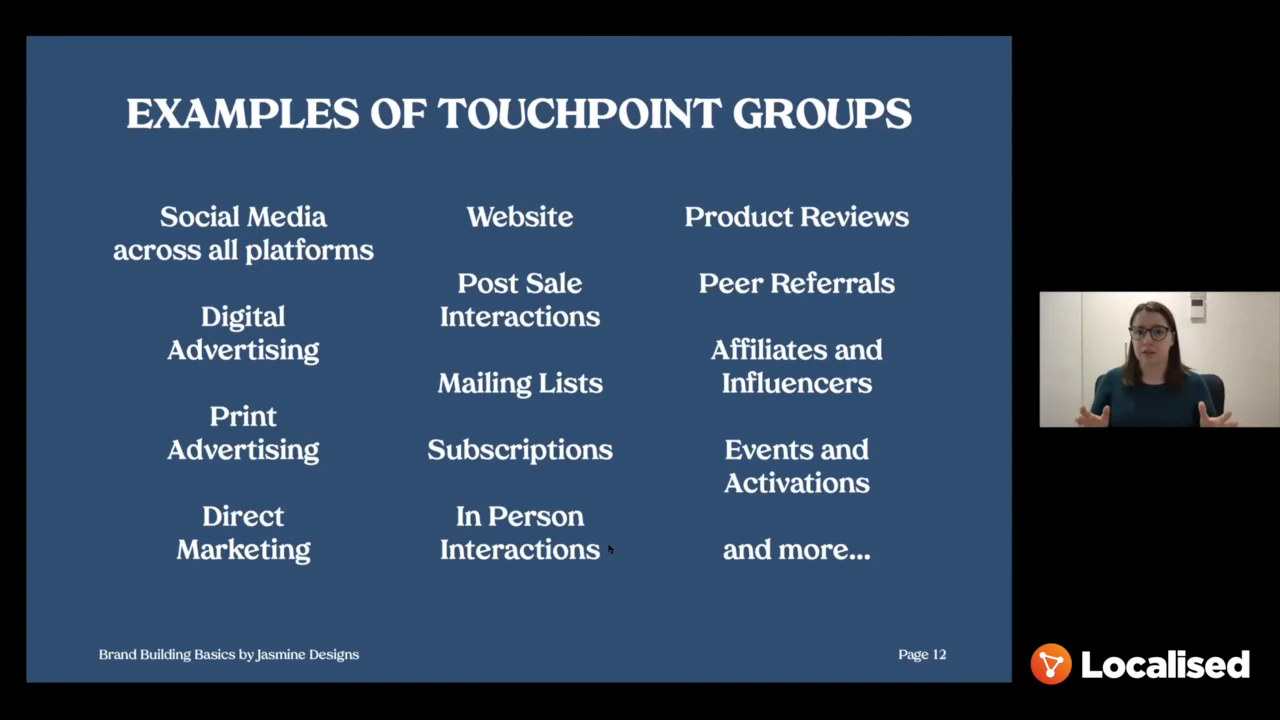 EXAMPLES OF TOUCHPOINT GROUPS
Social Media
across all platforms
Digital
Advertising
Print
Advertising
Direct
Marketing
Website
Post Sale
Interactions
Mailing Lists
Subscriptions
In Person
Interactions
Product Reviews
Peer Referrals
Affiliates and
Influencers
Events and
Activations
and more...
Brand Building Basics by Jasmine Designs
Page 12
Localised